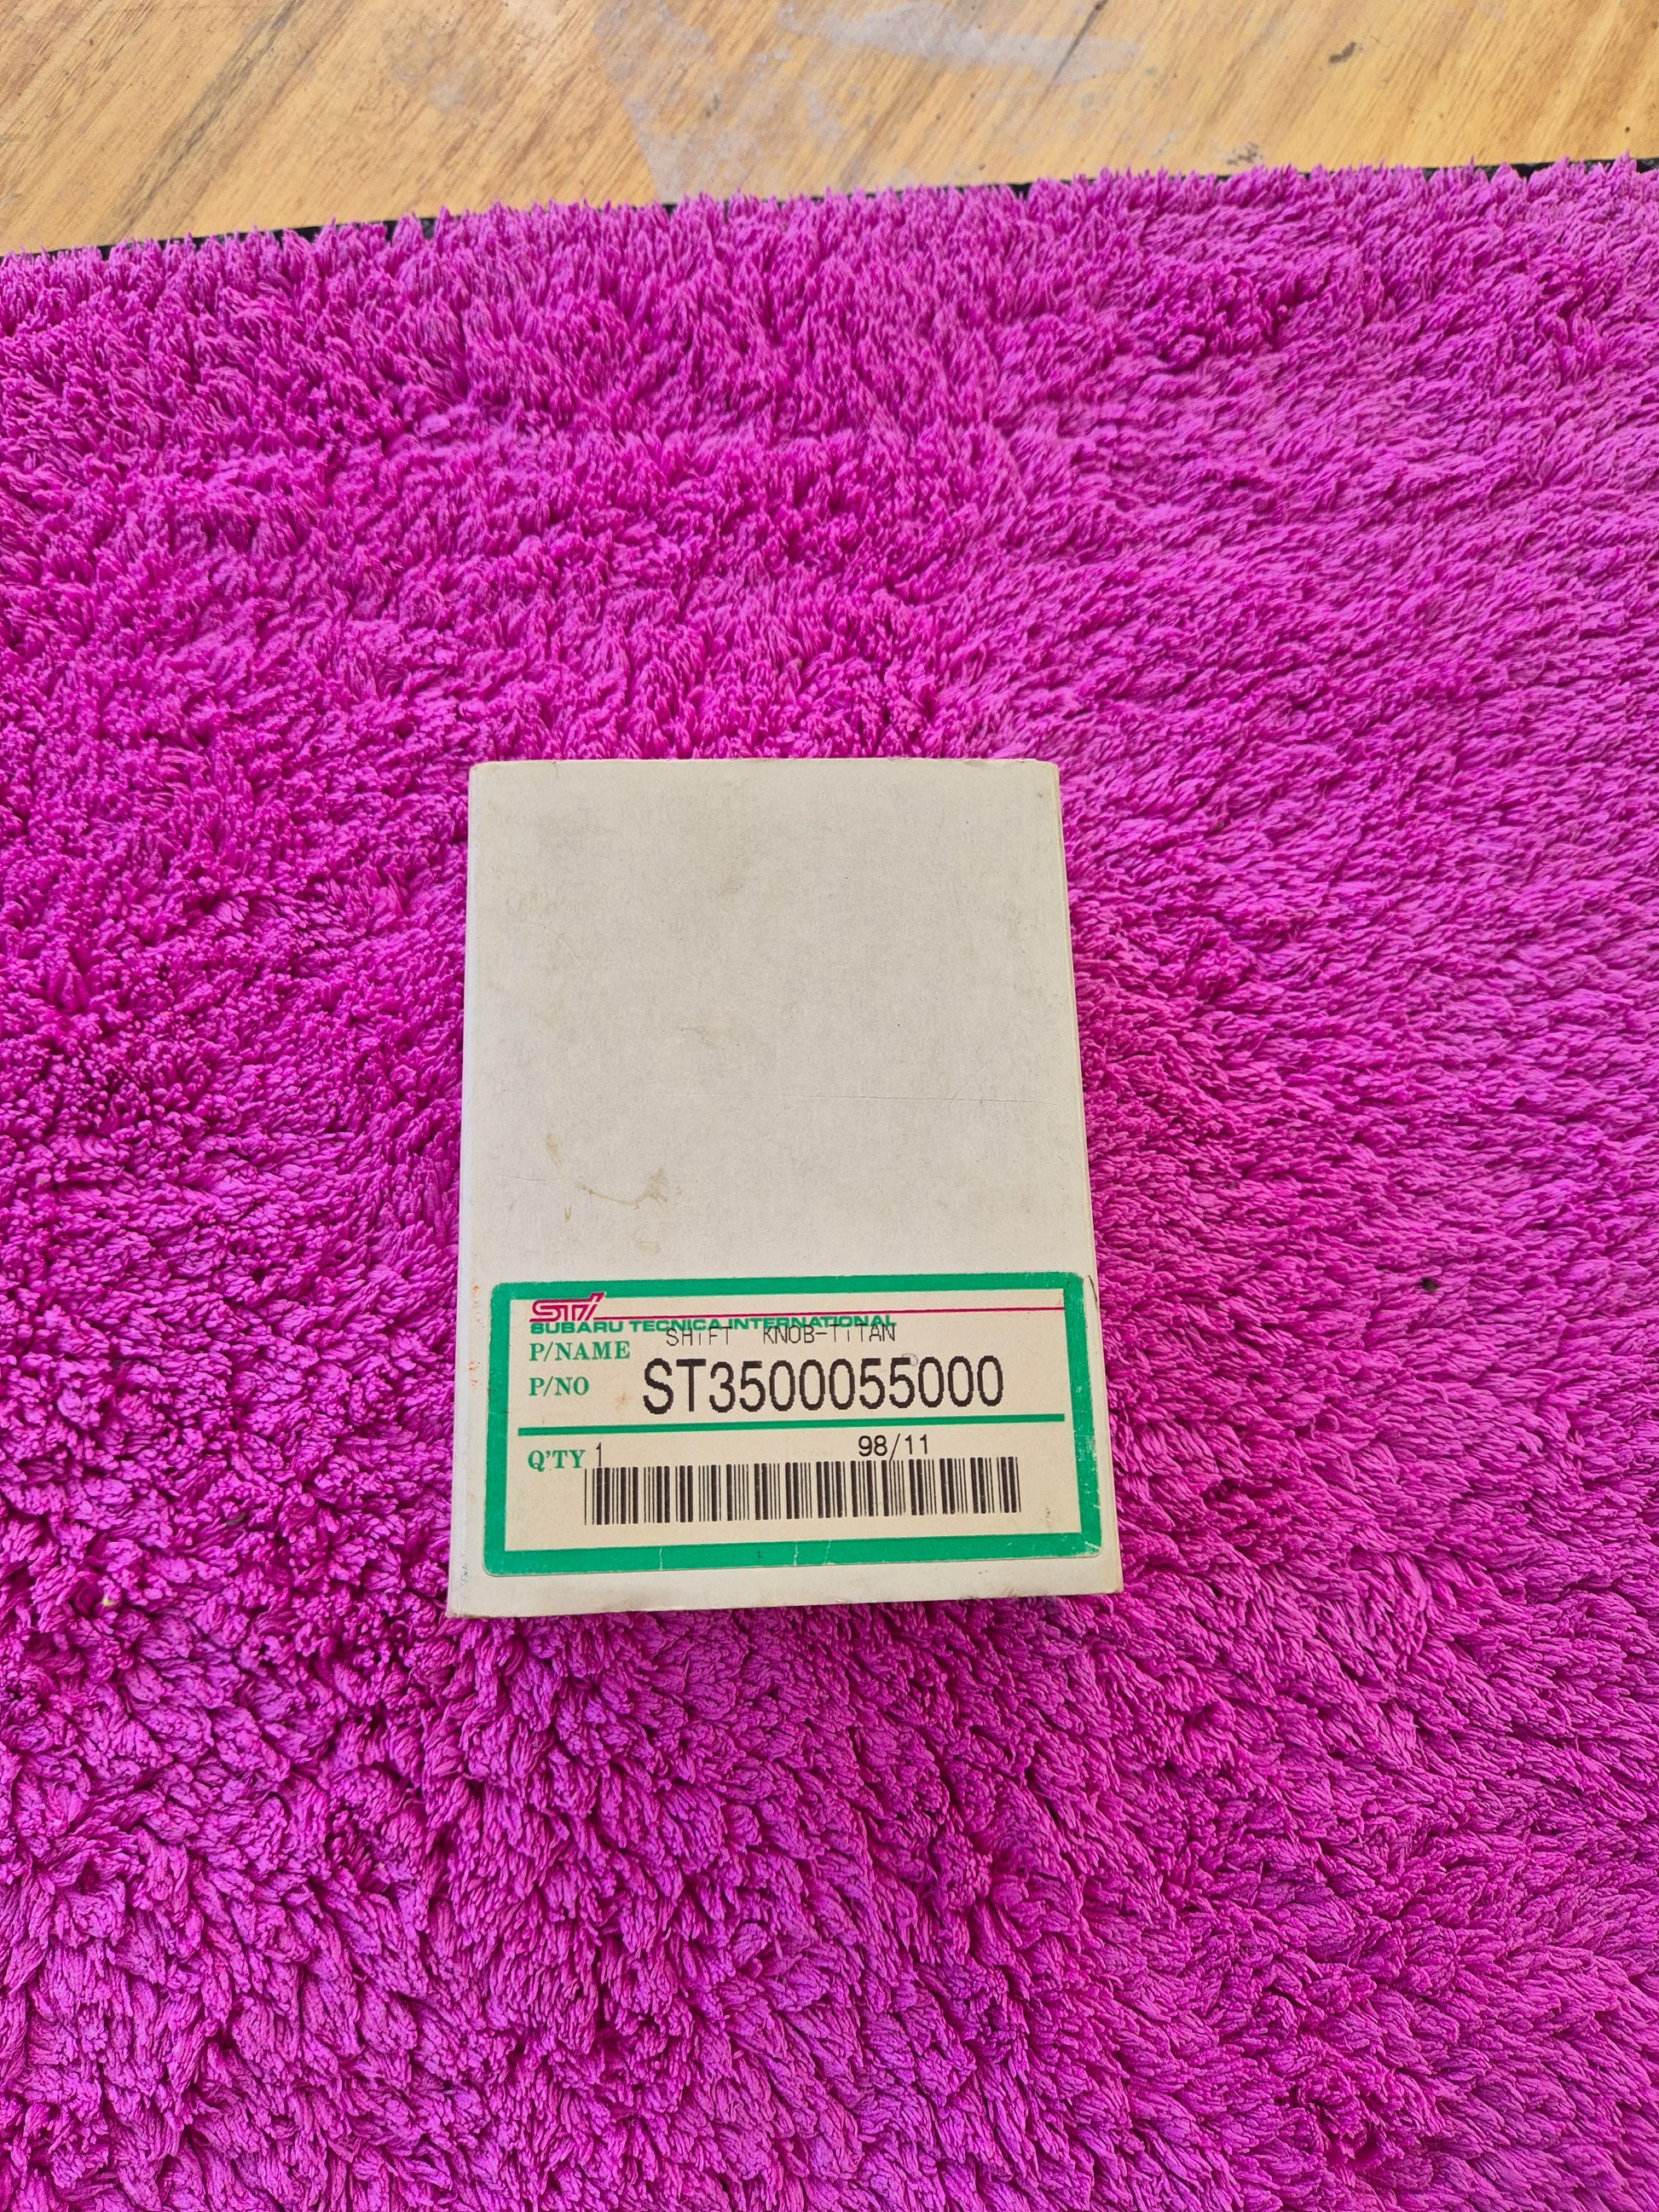 STi
SUBARU TECNICA INTERNATIONAL
P/NAME SHiFT KNOB-TiTAN
P/NO ST3500055000
Q'TY 1 98/11